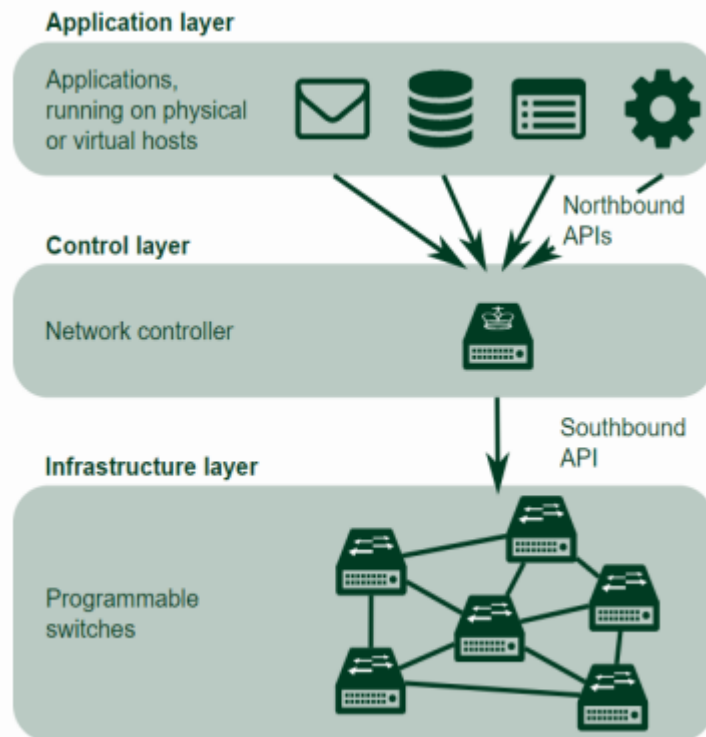 Application layer
Applications,
running on physical
or virtual hosts
Northbound
APIs
Control layer
Network controller
Southbound
API
Infrastructure layer
Programmable
switches